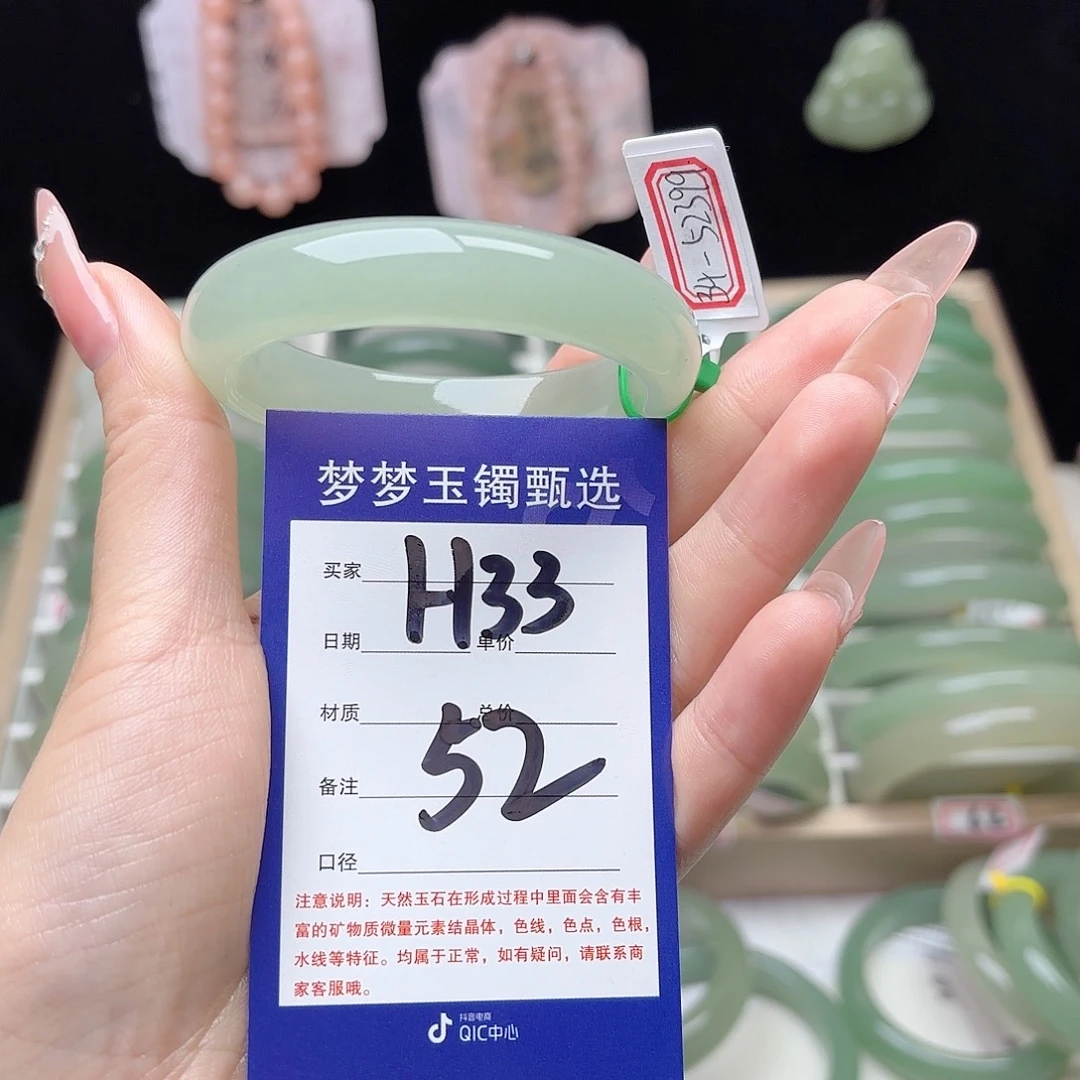 34-52399
梦梦玉镯甄选
买家 H33
日期 单价
材质 总价
备注 52
口径
注意说明：天然玉石在形成过程中里面会含有丰
富的矿物质微量元素结晶体，色线，色点，色根，
水线等特征。均属于正常，如有疑问，请联系商
家客服哦。
抖音电商
QIC中心